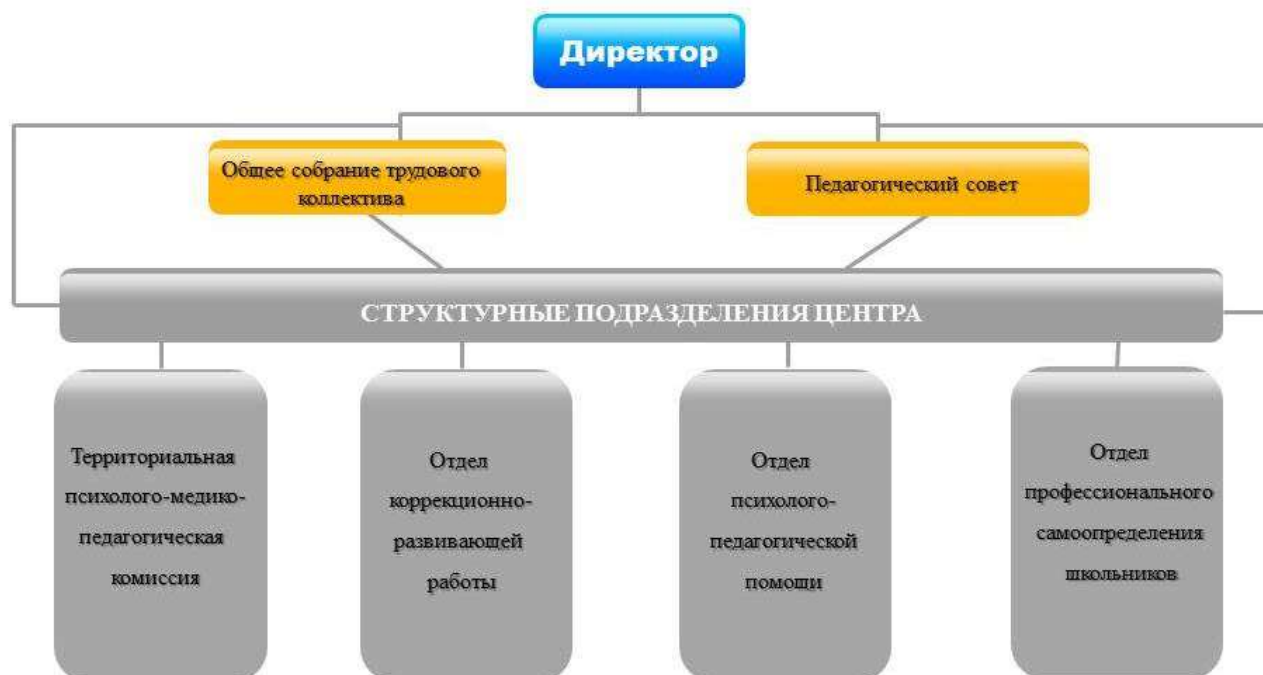 Директор
Общее собрание трудового
коллектива
Педагогический совет
СТРУКТУРНЫЕ ПОДРАЗДЕЛЕНИЯ ЦЕНТРА
Территориальная
психолого-медико-
педагогическая
комиссия
Отдел
коррекционно-
развивающей
работы
Отдел
психолого-
педагогической
помощи
Отдел
профессионального
самоопределения
школьников